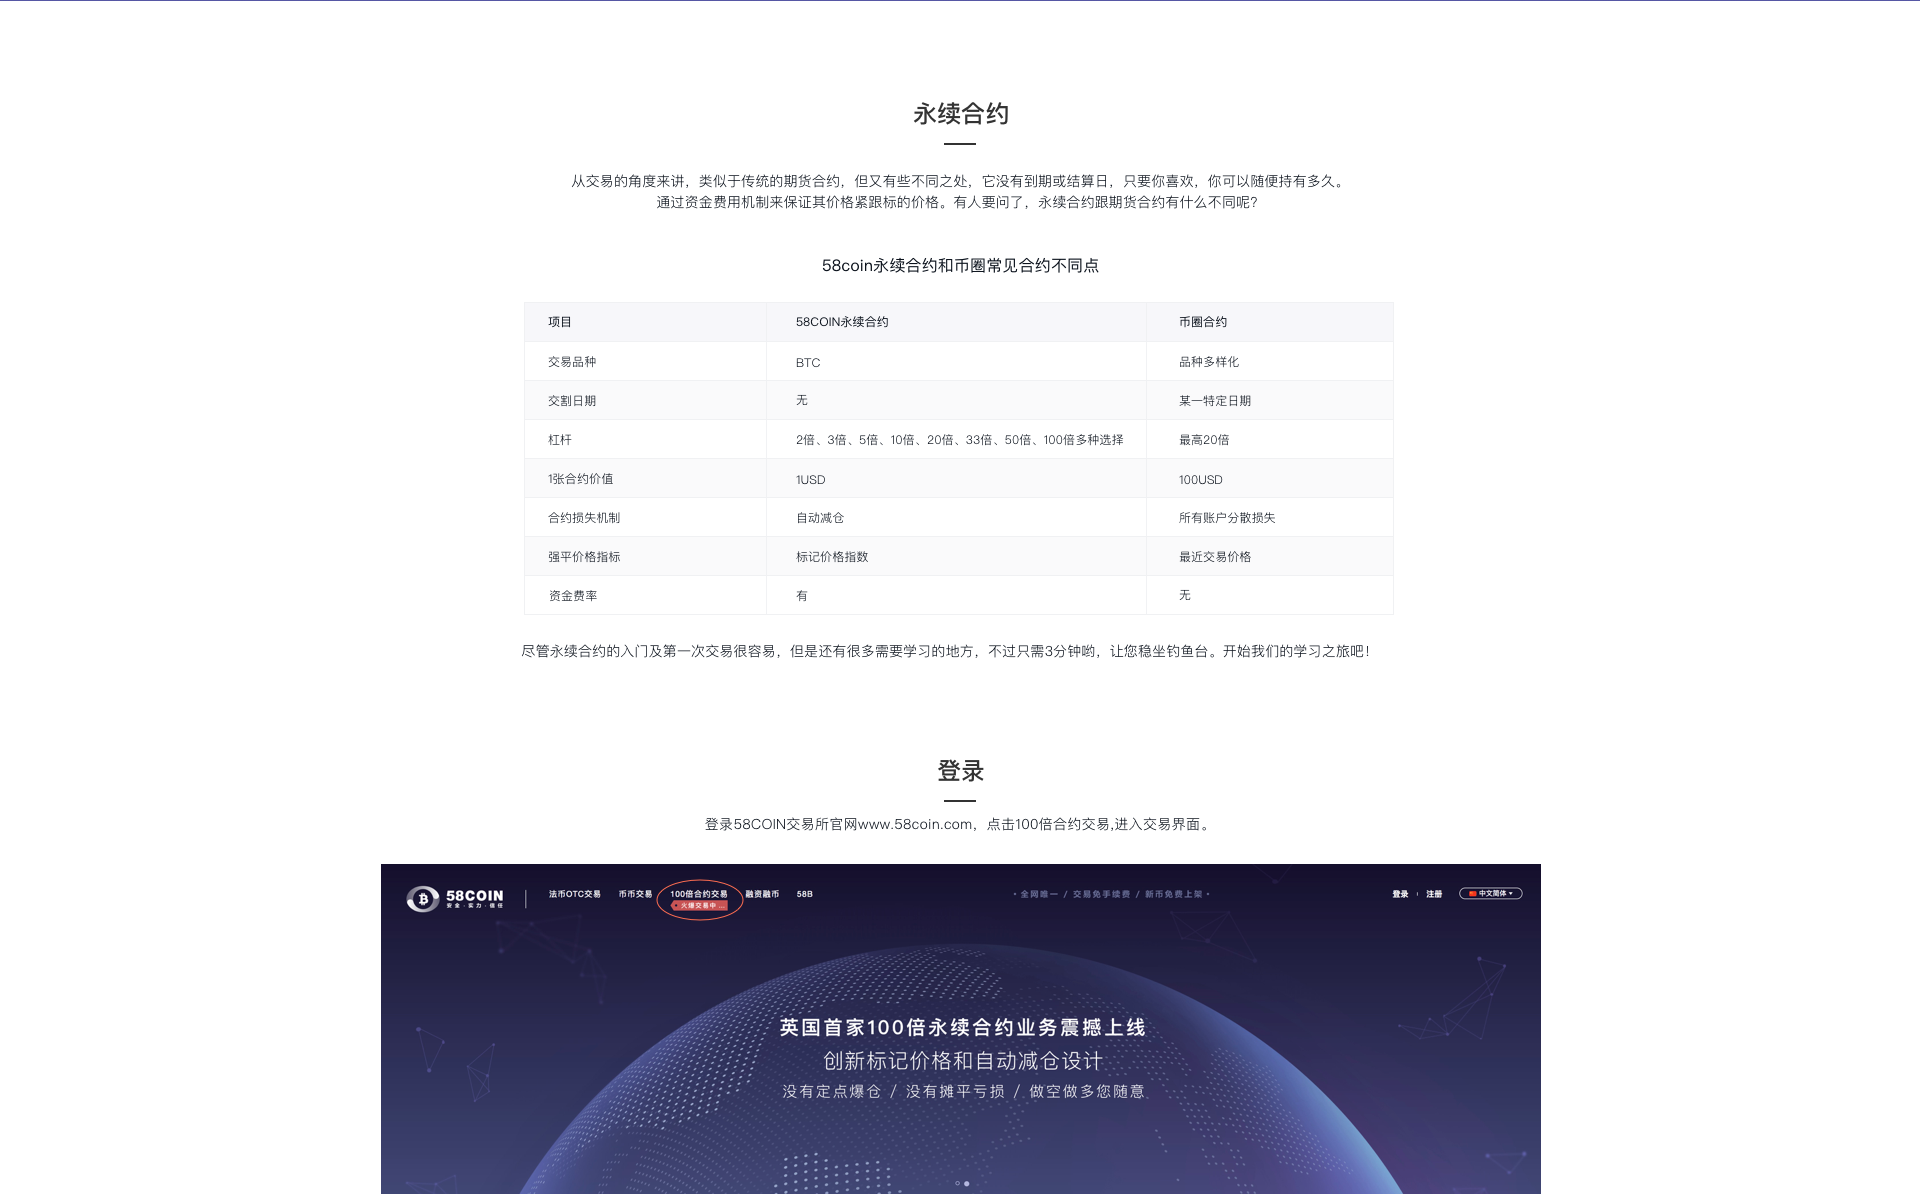 永续合约
从交易的角度来讲，类似于传统的期货合约，但又有些不同之处，它没有到期或结算日，只要你喜欢，你可以随便持有多久。
通过资金费用机制来保证其价格紧跟标的价格。有人要问了，永续合约跟期货合约有什么不同呢？
58coin永续合约和币圈常见合约不同点
项目 58COIN永续合约 币圈合约
交易品种 BTC 品种多样化
交割日期 无 某一特定日期
杠杆 2倍、3倍、5倍、10倍、20倍、33倍、50倍、100倍多种选择 最高20倍
1张合约价值 1USD 100USD
合约损失机制 自动减仓 所有账户分散损失
强平价格指标 标记价格指数 最近交易价格
资金费率 有 无
尽管永续合约的入门及第一次交易很容易，但是还有很多需要学习的地方，不过只需3分钟哟，让您稳坐钓鱼台。开始我们的学习之旅吧！
登录
登录58COIN交易所官网www.58coin.com，点击100倍合约交易,进入交易界面。
58COIN
安全·实力·信任
法币OTC交易 币币交易 100倍合约交易 融资融币 58B
火爆交易中 ...
• 全网唯一 / 交易免手续费 / 新币免费上架 •
登录 注册 中文简体
英国首家100倍永续合约业务震撼上线
创新标记价格和自动减仓设计
没有定点爆仓 / 没有摊平亏损 / 做空做多您随意